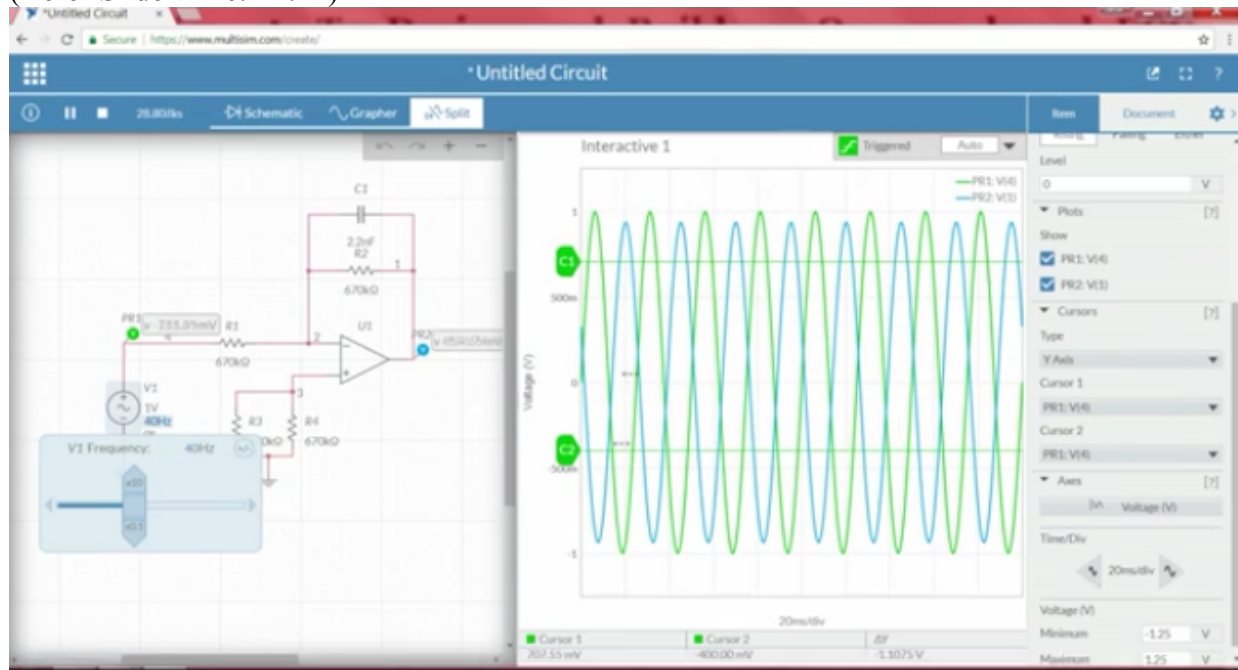 *Untitled Circuit
Secure | https://www.multisim.com/create/
*Untitled Circuit
Schematic
Grapher
Split
Item
Document
Interactive 1
Triggered
Auto
Level
0 V
Plots [?]
Show
PR1: V(4)
PR2: V(1)
Cursors [?]
Type
Y Axis
Cursor 1
PR1: V(4)
Cursor 2
PR1: V(4)
Axes [?]
Voltage (V)
Time/Div
20ms/div
Voltage (V)
Minimum -1.25 V
Maximum 1.25 V
PR1: V(4)
PR2: V(1)
1
C1
500m
Voltage (V)
0
C2
-500m
-1
20ms/div
Cursor 1
Cursor 2
ΔY
707.55 mV
-400.00 mV
-1.1075 V
C1
2.2nF
R2
1
670kΩ
PR1
R1
2
U1
PR2
670kΩ
3
V1
1V
40Hz
R3
R4
670kΩ
V1 Frequency: 40Hz
+/-
x10
x0.1